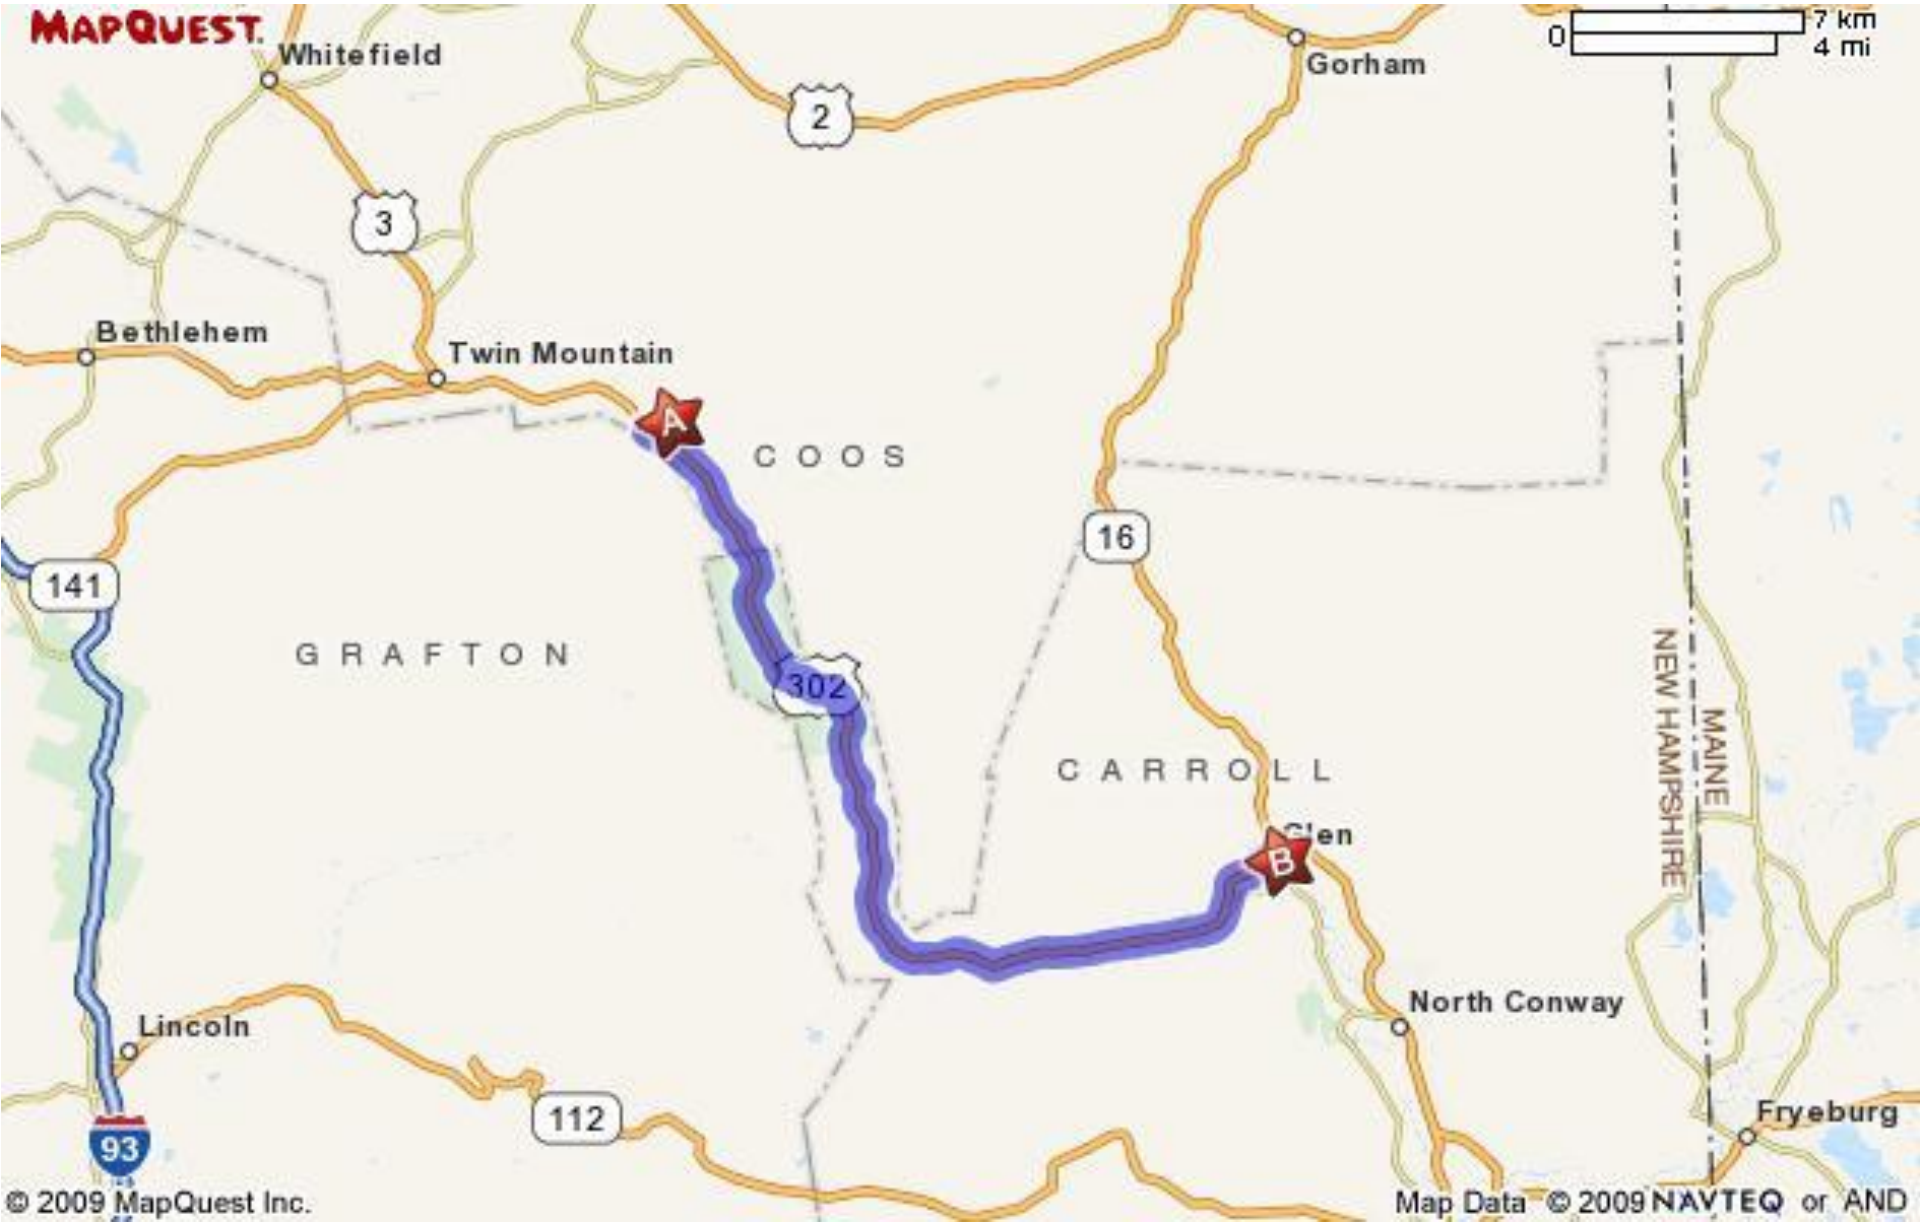 MAPQUEST.
Whitefield
Gorham
0
7 km
4 mi
2
3
Bethlehem
Twin Mountain
A
COOS
16
141
GRAFTON
302
NEW HAMPSHIRE
MAINE
CARROLL
Glen
B
North Conway
Lincoln
112
Fryeburg
93
© 2009 MapQuest Inc.
Map Data © 2009 NAVTEQ or AND